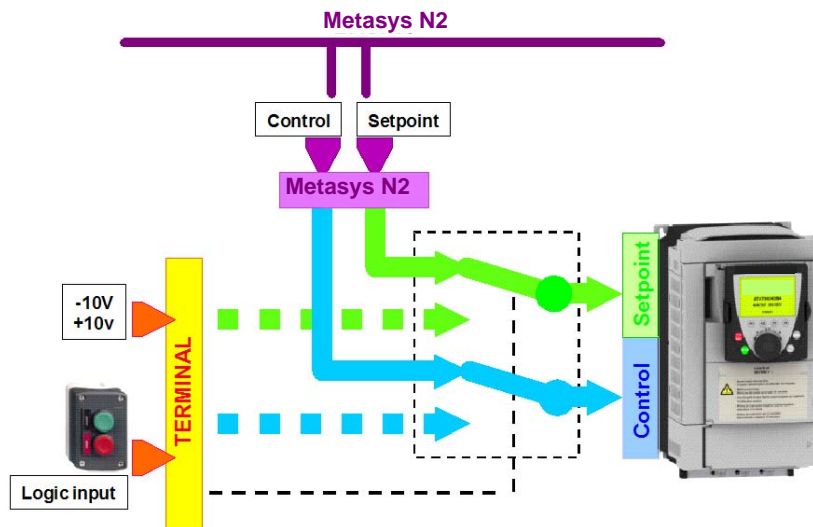 Metasys N2
Control
Setpoint
Metasys N2
-10V
+10v
TERMINAL
Logic input
Setpoint
Control